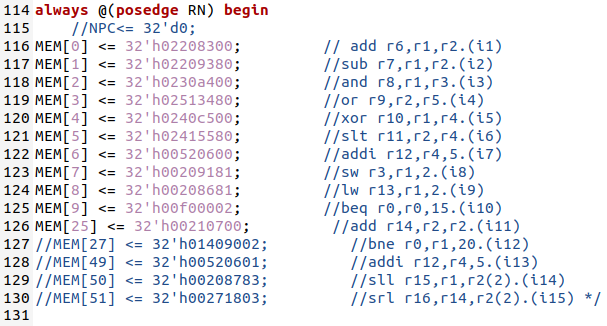 114 always @(posedge RN) begin
115     //NPC<= 32'd0;
116 MEM[0] <= 32'h02208300;         // add r6,r1,r2.(i1)
117 MEM[1] <= 32'h02209380;         //sub r7,r1,r2.(i2)
118 MEM[2] <= 32'h0230a400;         //and r8,r1,r3.(i3)
119 MEM[3] <= 32'h02513480;         //or r9,r2,r5.(i4)
120 MEM[4] <= 32'h0240c500;         //xor r10,r1,r4.(i5)
121 MEM[5] <= 32'h02415580;         //slt r11,r2,r4.(i6)
122 MEM[6] <= 32'h00520600;         //addi r12,r4,5.(i7)
123 MEM[7] <= 32'h00209181;         //sw r3,r1,2.(i8)
124 MEM[8] <= 32'h00208681;         //lw r13,r1,2.(i9)
125 MEM[9] <= 32'h00f00002;         //beq r0,r0,15.(i10)
126 MEM[25] <= 32'h00210700;         //add r14,r2,r2.(i11)
127 //MEM[27] <= 32'h01409002;         //bne r0,r1,20.(i12)
128 //MEM[49] <= 32'h00520601;         //addi r12,r4,5.(i13)
129 //MEM[50] <= 32'h00208783;         //sll r15,r1,r2(2).(i14)
130 //MEM[51] <= 32'h00271803;         //srl r16,r14,r2(2).(i15) */
131